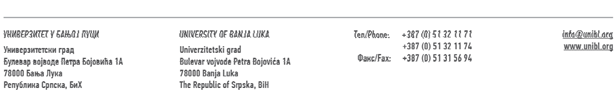 УНИВЕРЗИТЕТ У БАЊОЈ ЛУЦИ
Универзитетски град
Булевар војводе Петра Бојовића 1А
78000 Бања Лука
Република Српска, БиХ
UNIVERSITY OF BANJA LUKA
Univerzitetski grad
Bulevar vojvode Petra Bojovića 1A
78000 Banja Luka
The Republic of Srpska, BiH
Тел/Phone: +387 (0) 51 32 11 71
+387 (0) 51 32 11 74
Факс/Fax: +387 (0) 51 31 56 94
info@unibl.org
www.unibl.org